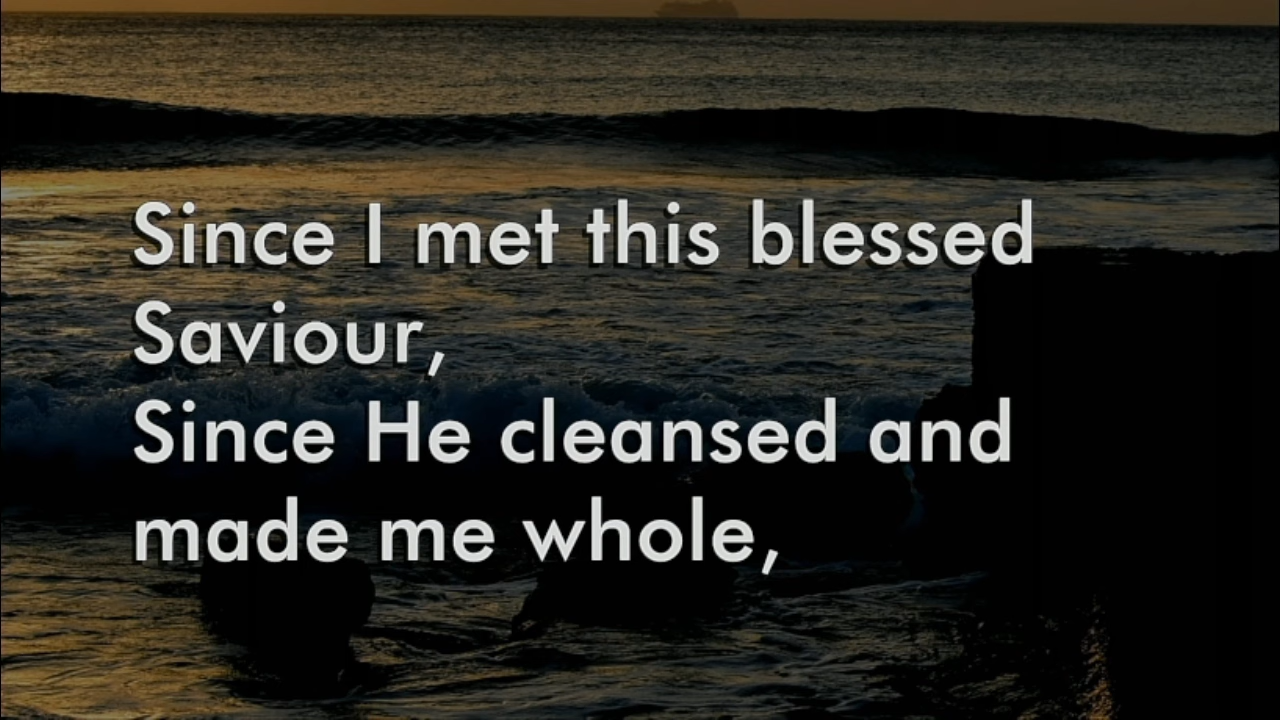 Since I met this blessed
Saviour,
Since He cleansed and
made me whole,